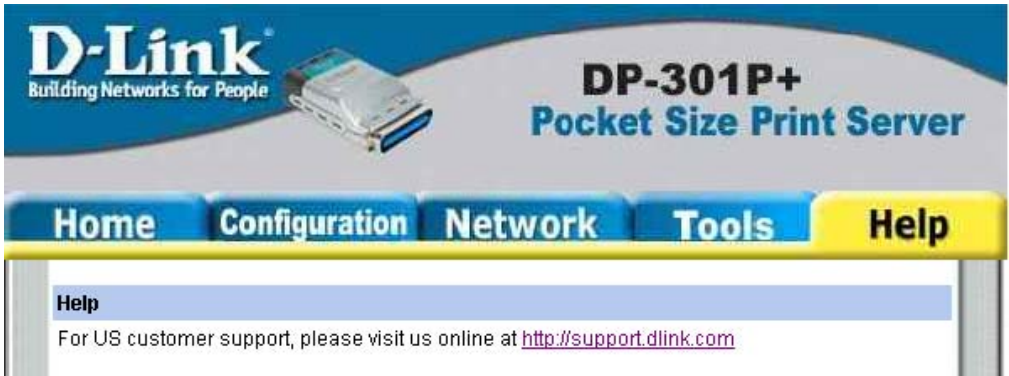 D-Link
Building Networks for People
DP-301P+
Pocket Size Print Server
Home Configuration Network Tools Help
Help
For US customer support, please visit us online at http://support.dlink.com